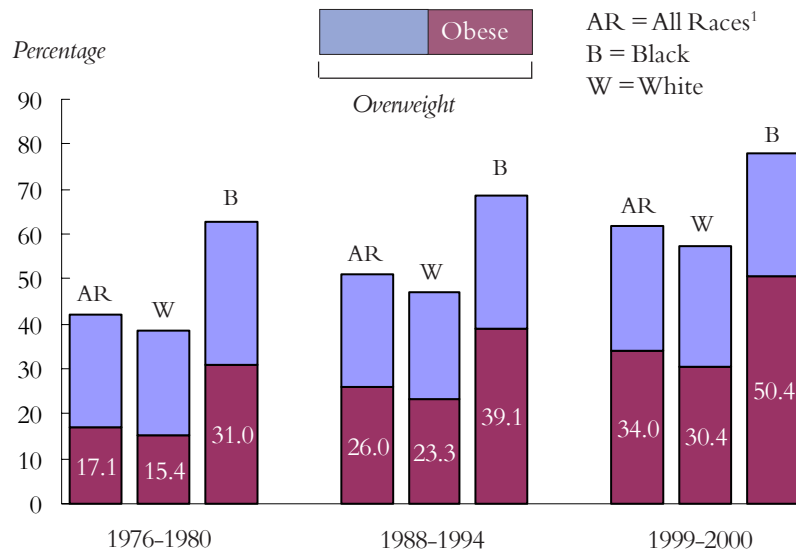 Obese
Overweight
AR = All Races¹
B = Black
W = White
Percentage
90
80
70
60
50
40
30
20
10
0
AR
W
B
17.1
15.4
31.0
1976–1980
AR
W
B
26.0
23.3
39.1
1988–1994
AR
W
B
34.0
30.4
50.4
1999–2000